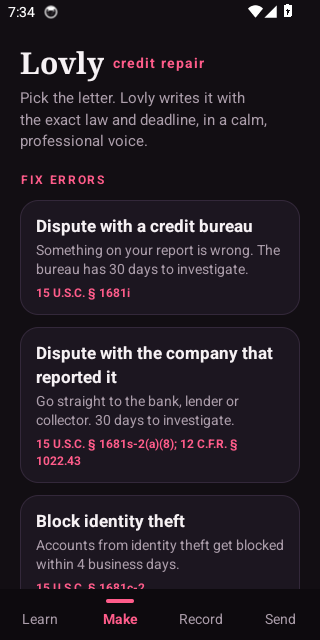 7:34
Lovly credit repair
Pick the letter. Lovly writes it with
the exact law and deadline, in a calm,
professional voice.
FIX ERRORS
Dispute with a credit bureau
Something on your report is wrong. The
bureau has 30 days to investigate.
15 U.S.C. § 1681i
Dispute with the company that
reported it
Go straight to the bank, lender or
collector. 30 days to investigate.
15 U.S.C. § 1681s-2(a)(8); 12 C.F.R. §
1022.43
Block identity theft
Accounts from identity theft get blocked
within 4 business days.
15 U.S.C. § 1681c-2
Learn Make Record Send